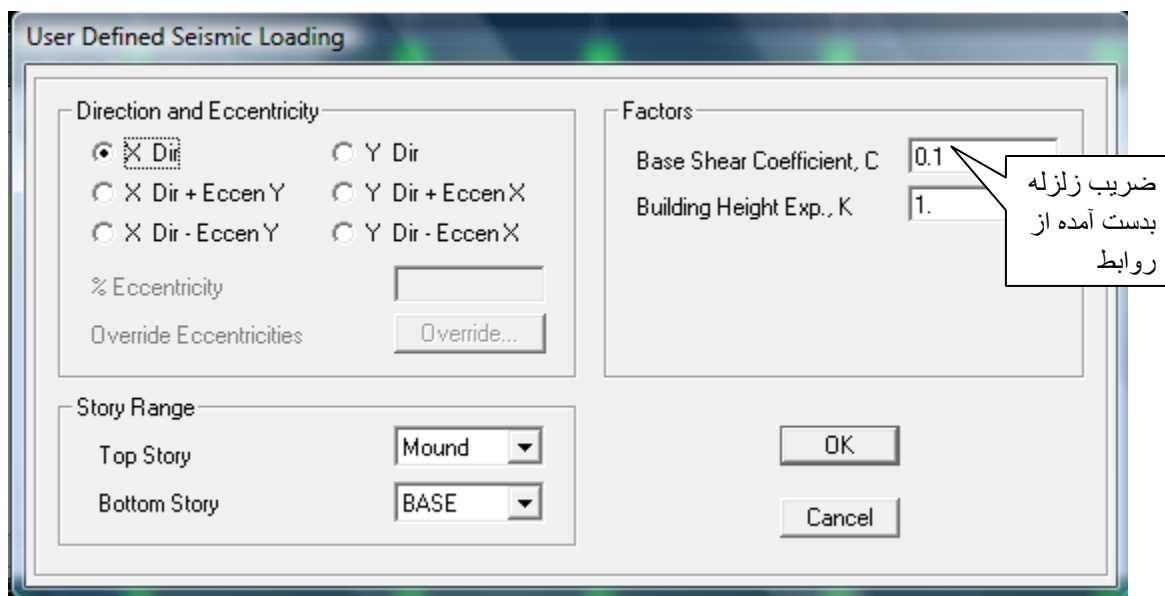 User Defined Seismic Loading
Direction and Eccentricity
X Dir
Y Dir
X Dir + Eccen Y
Y Dir + Eccen X
X Dir - Eccen Y
Y Dir - Eccen X
% Eccentricity
Override Eccentricities
Override...
Factors
Base Shear Coefficient, C
0.1
Building Height Exp., K
1.
ضریب زلزله
بدست آمده از
روابط
Story Range
Top Story
Mound
Bottom Story
BASE
OK
Cancel